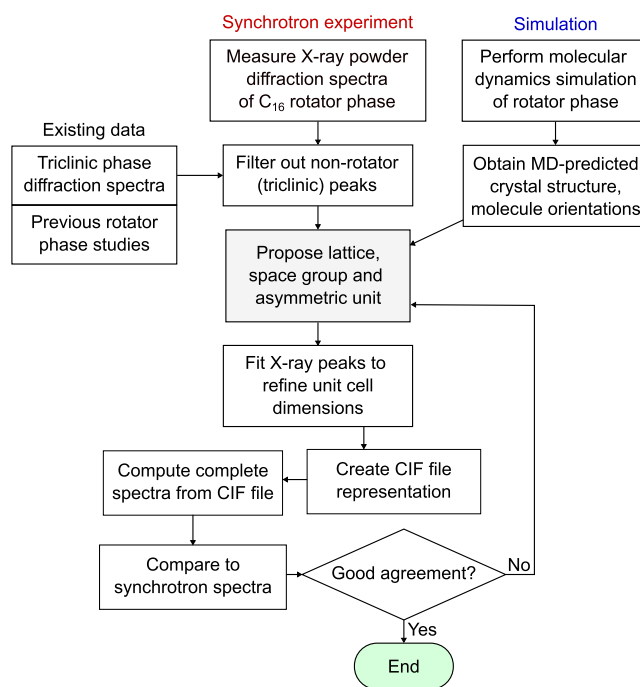 Synchrotron experiment
Simulation
Measure X-ray powder
diffraction spectra
of C₁₆ rotator phase
Perform molecular
dynamics simulation
of rotator phase
Existing data
Triclinic phase
diffraction spectra
Previous rotator
phase studies
Filter out non-rotator
(triclinic) peaks
Obtain MD-predicted
crystal structure,
molecule orientations
Propose lattice,
space group and
asymmetric unit
Fit X-ray peaks to
refine unit cell
dimensions
Create CIF file
representation
Compute complete
spectra from CIF file
Compare to
synchrotron spectra
Good agreement?
No
Yes
End